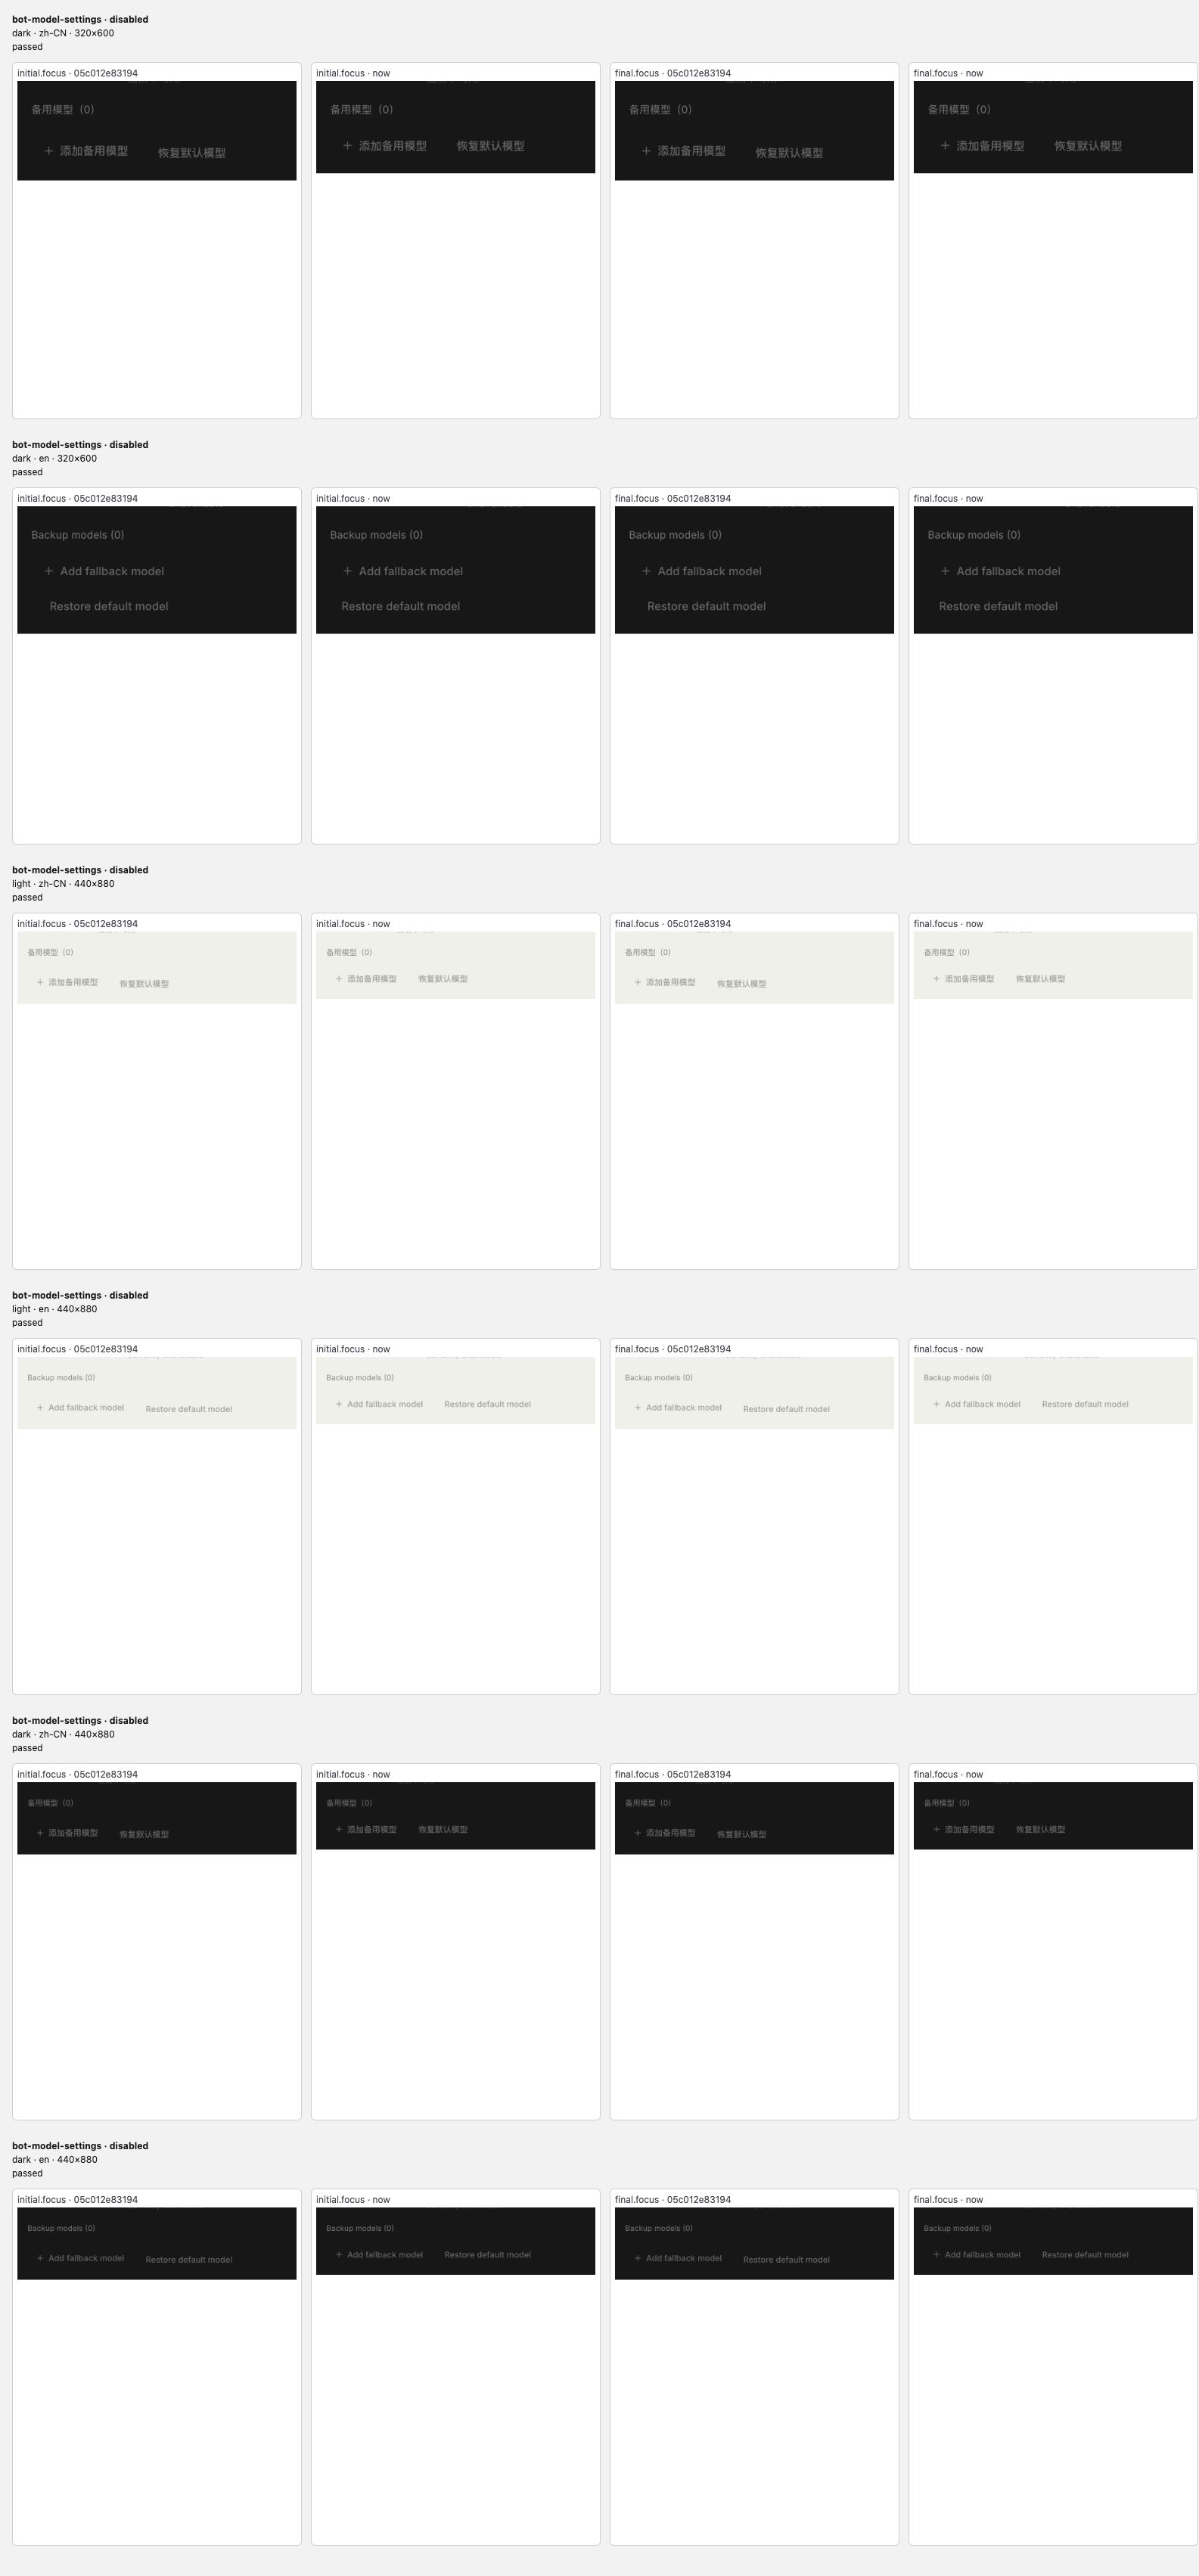 bot-model-settings · disabled
dark · zh-CN · 320×600
passed
initial.focus · 05c012e83194
备用模型（0）
+ 添加备用模型 恢复默认模型
initial.focus · now
备用模型（0）
+ 添加备用模型 恢复默认模型
final.focus · 05c012e83194
备用模型（0）
+ 添加备用模型 恢复默认模型
final.focus · now
备用模型（0）
+ 添加备用模型 恢复默认模型
bot-model-settings · disabled
dark · en · 320×600
passed
initial.focus · 05c012e83194
Backup models (0)
+ Add fallback model
Restore default model
initial.focus · now
Backup models (0)
+ Add fallback model
Restore default model
final.focus · 05c012e83194
Backup models (0)
+ Add fallback model
Restore default model
final.focus · now
Backup models (0)
+ Add fallback model
Restore default model
bot-model-settings · disabled
light · zh-CN · 440×880
passed
initial.focus · 05c012e83194
备用模型（0）
+ 添加备用模型 恢复默认模型
initial.focus · now
备用模型（0）
+ 添加备用模型 恢复默认模型
final.focus · 05c012e83194
备用模型（0）
+ 添加备用模型 恢复默认模型
final.focus · now
备用模型（0）
+ 添加备用模型 恢复默认模型
bot-model-settings · disabled
light · en · 440×880
passed
initial.focus · 05c012e83194
Backup models (0)
+ Add fallback model Restore default model
initial.focus · now
Backup models (0)
+ Add fallback model Restore default model
final.focus · 05c012e83194
Backup models (0)
+ Add fallback model Restore default model
final.focus · now
Backup models (0)
+ Add fallback model Restore default model
bot-model-settings · disabled
dark · zh-CN · 440×880
passed
initial.focus · 05c012e83194
备用模型（0）
+ 添加备用模型 恢复默认模型
initial.focus · now
备用模型（0）
+ 添加备用模型 恢复默认模型
final.focus · 05c012e83194
备用模型（0）
+ 添加备用模型 恢复默认模型
final.focus · now
备用模型（0）
+ 添加备用模型 恢复默认模型
bot-model-settings · disabled
dark · en · 440×880
passed
initial.focus · 05c012e83194
Backup models (0)
+ Add fallback model Restore default model
initial.focus · now
Backup models (0)
+ Add fallback model Restore default model
final.focus · 05c012e83194
Backup models (0)
+ Add fallback model Restore default model
final.focus · now
Backup models (0)
+ Add fallback model Restore default model